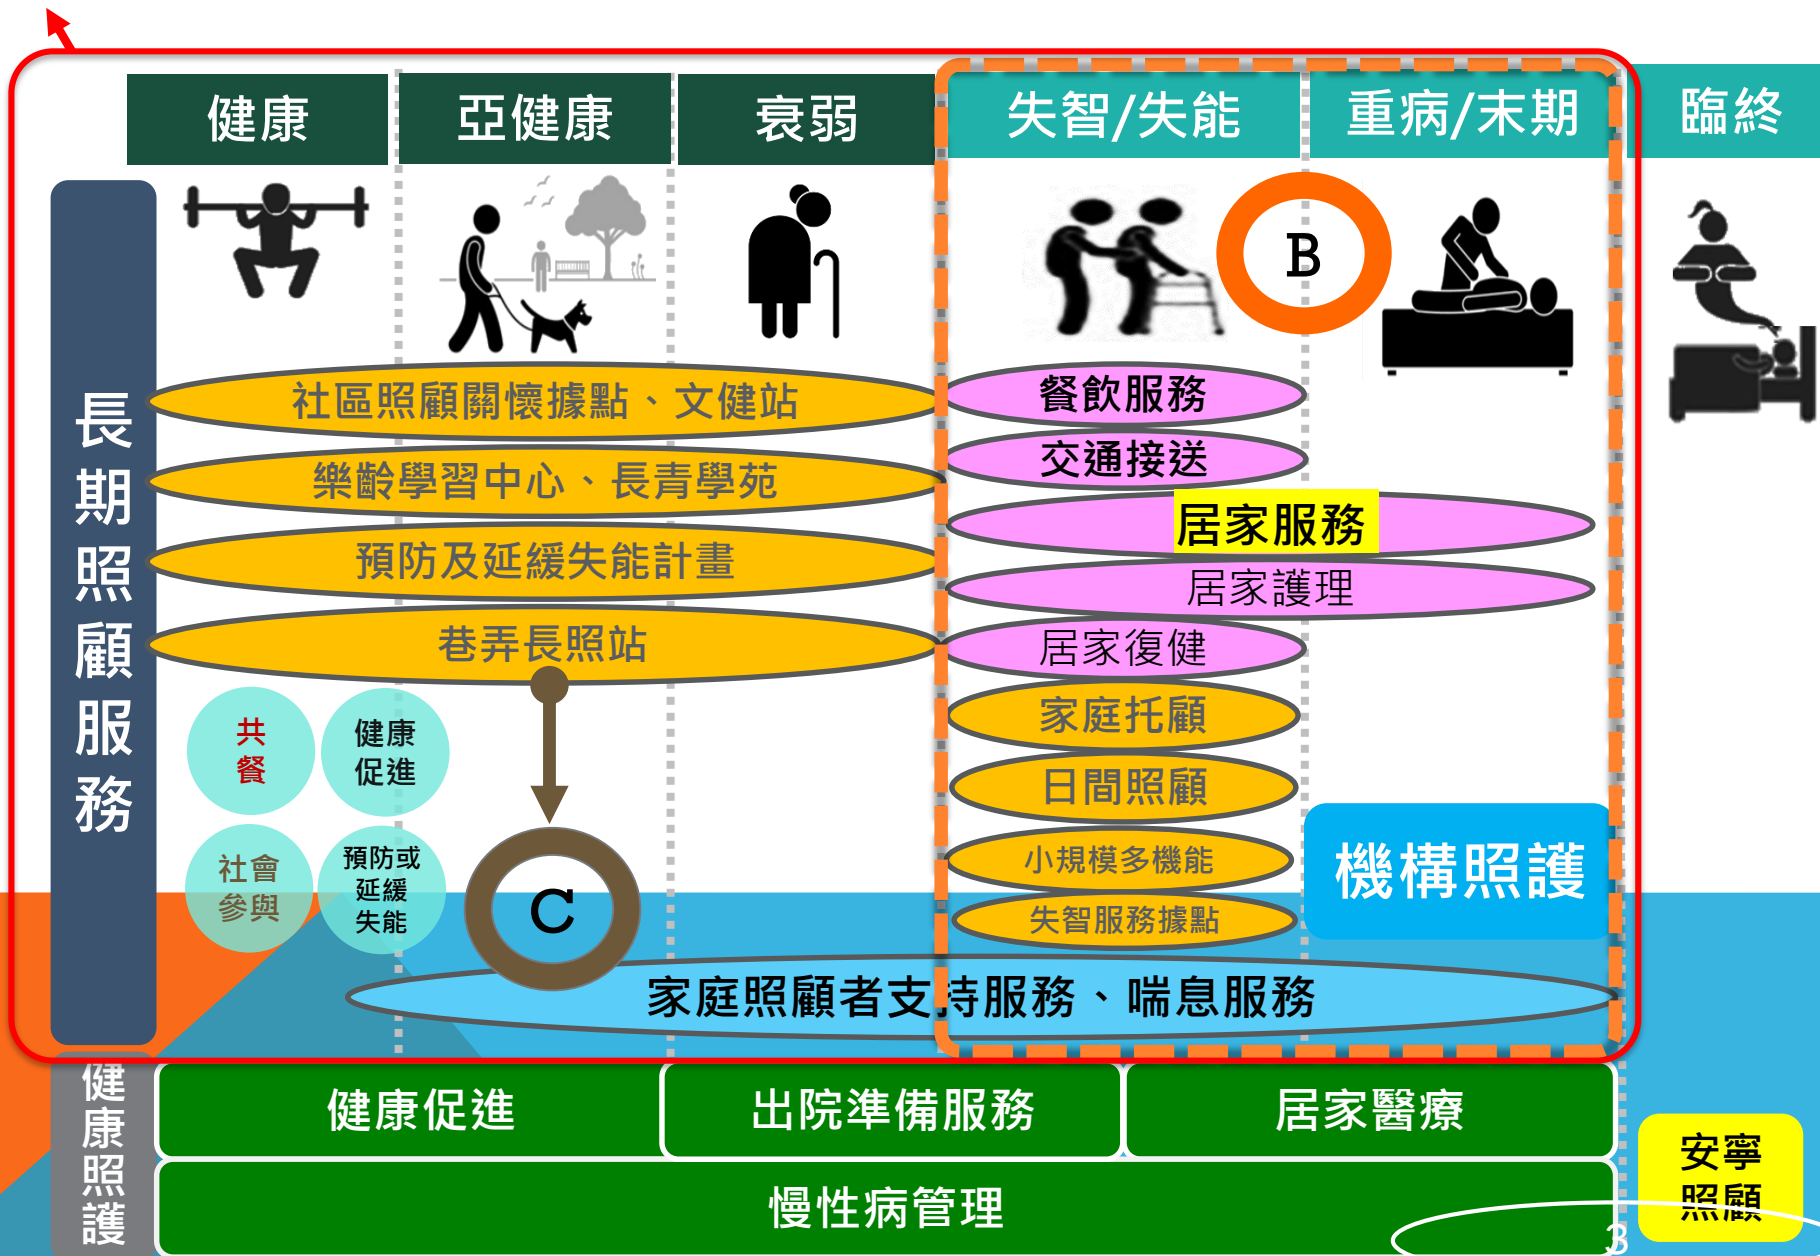 健康
亞健康
衰弱
失智/失能
重病/末期
臨終
長期照顧服務
B
社區照顧關懷據點、文健站
樂齡學習中心、長青學苑
預防及延緩失能計畫
巷弄長照站
餐飲服務
交通接送
居家服務
居家護理
居家復健
家庭托顧
日間照顧
小規模多機能
失智服務據點
機構照護
共
餐
健康
促進
社會
參與
預防或
延緩
失能
C
家庭照顧者支持服務、喘息服務
健康照護
健康促進
出院準備服務
居家醫療
慢性病管理
安寧
照顧
3